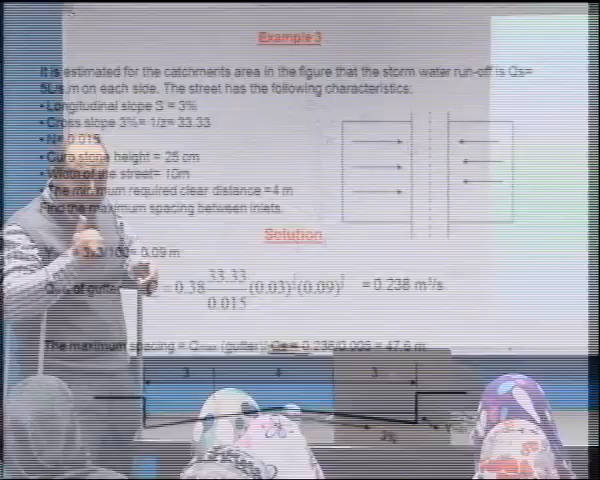 Example 3
It is estimated for the catchments area in the figure that the storm water run-off is Qs=
5L/s.m on each side. The street has the following characteristics:
• Longitudinal slope S = 3%
• Cross slope 3%= 1/z= 33.33
• N= 0.015
• Curb stone height = 25 cm
• Width of the street= 10m
• The minimum required clear distance =4 m
Find the maximum spacing between inlets.
Solution
= 3x3/100= 0.09 m
of gutter = 0.38 33.33/0.015 (0.03) (0.09) = 0.238 m³/s
The maximum spacing = Qmax (gutter)/ Qs = 0.238/0.005 = 47.6 m
3 4 3
3%